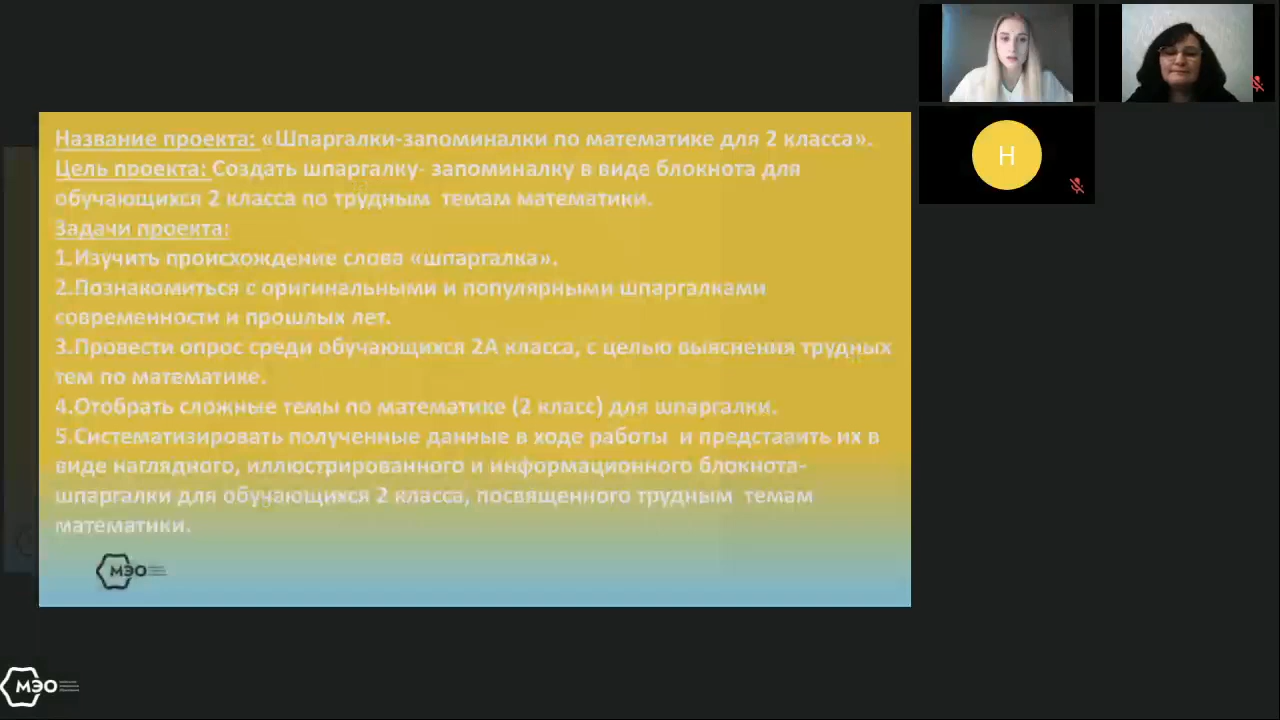 Название проекта: «Шпаргалки-запоминалки по математике для 2 класса».
Цель проекта: Создать шпаргалку- запоминалку в виде блокнота для
обучающихся 2 класса по трудным темам математики.
Задачи проекта:
1.Изучить происхождение слова «шпаргалка».
2.Познакомиться с оригинальными и популярными шпаргалками
современности и прошлых лет.
3.Провести опрос среди обучающихся 2А класса, с целью выяснения трудных
тем по математике.
4.Отобрать сложные темы по математике (2 класс) для шпаргалки.
5.Систематизировать полученные данные в ходе работы и представить их в
виде наглядного, иллюстрированного и информационного блокнота-
шпаргалки для обучающихся 2 класса, посвященного трудным темам
математики.
МЭО
Н
МЭО